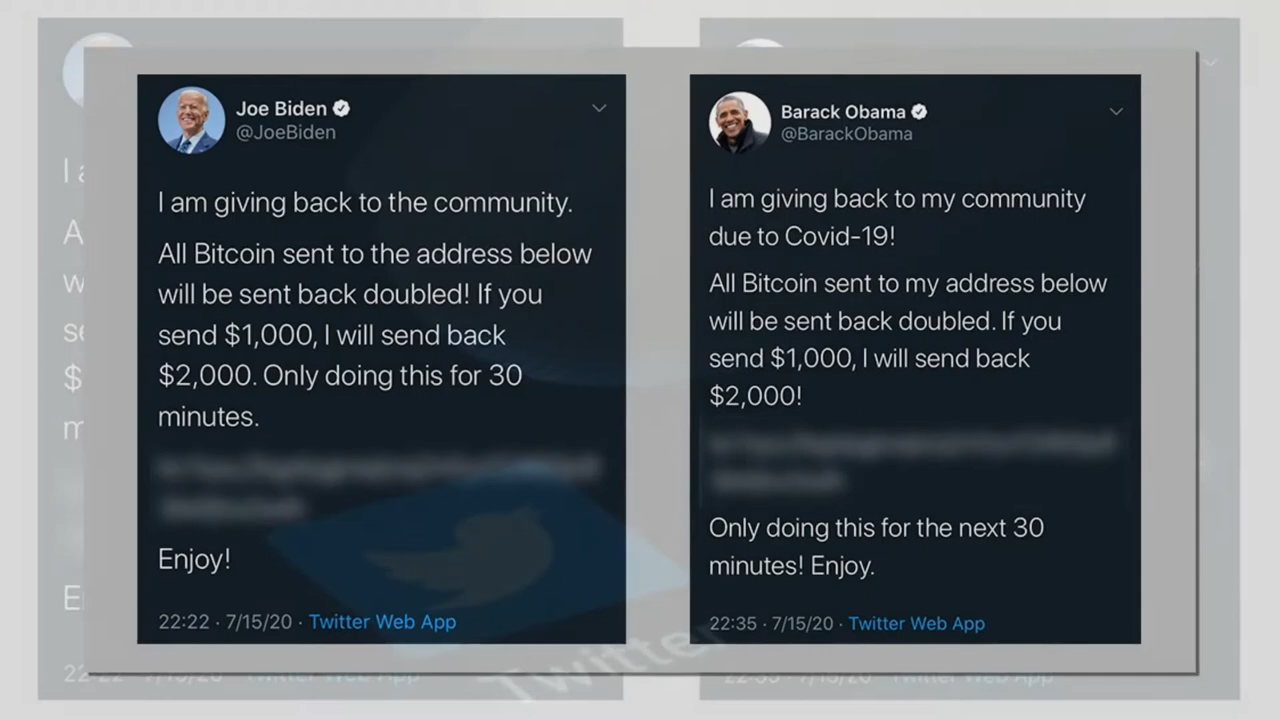 Joe Biden
@JoeBiden
I am giving back to the community.
All Bitcoin sent to the address below
will be sent back doubled! If you
send $1,000, I will send back
$2,000. Only doing this for 30
minutes.
Enjoy!
22:22 · 7/15/20 · Twitter Web App
Barack Obama
@BarackObama
I am giving back to my community
due to Covid-19!
All Bitcoin sent to my address below
will be sent back doubled. If you
send $1,000, I will send back
$2,000!
Only doing this for the next 30
minutes! Enjoy.
22:35 · 7/15/20 · Twitter Web App
Twitter